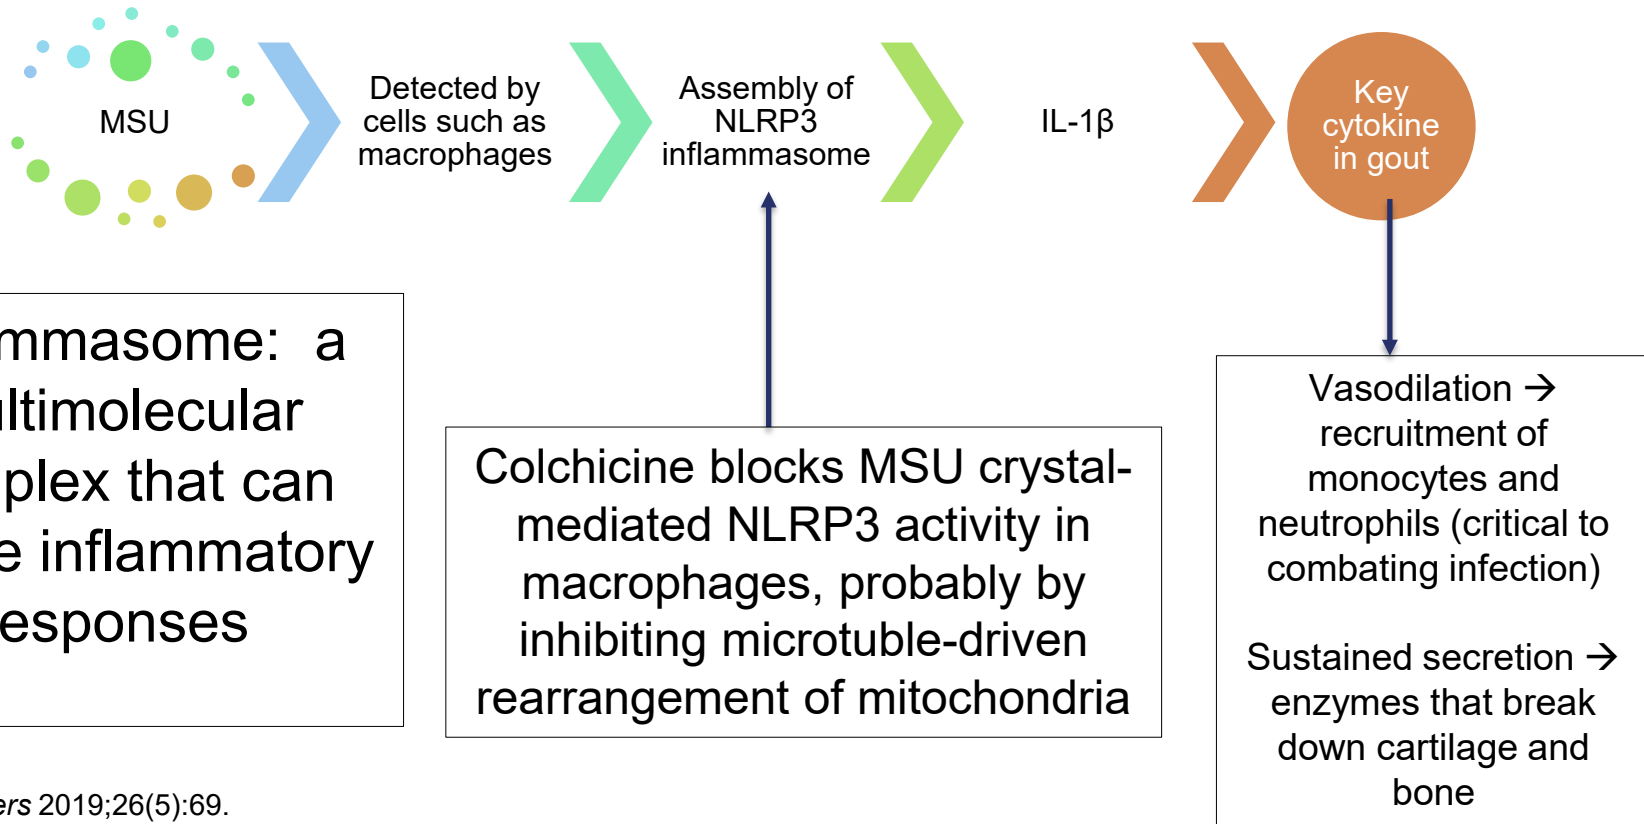 MSU
Detected by
cells such as
macrophages
Assembly of
NLRP3
inflammasome
IL-1β
Key
cytokine
in gout
mmasome: a
ltimolecular
plex that can
e inflammatory
esponses
Colchicine blocks MSU crystal-
mediated NLRP3 activity in
macrophages, probably by
inhibiting microtuble-driven
rearrangement of mitochondria
Vasodilation →
recruitment of
monocytes and
neutrophils (critical to
combating infection)
Sustained secretion →
enzymes that break
down cartilage and
bone
ers 2019;26(5):69.